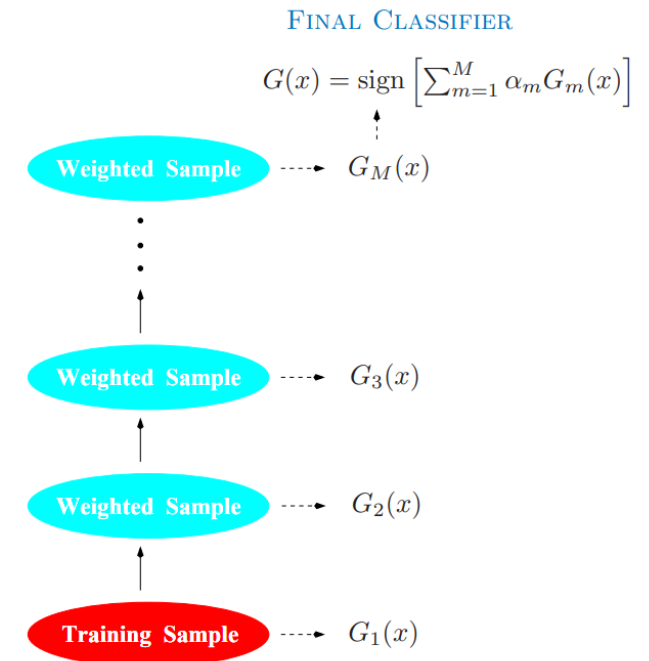 FINAL CLASSIFIER
G(x) = sign [∑_{m=1}^{M} α_m G_m(x)]
Weighted Sample G_M(x)
Weighted Sample G_3(x)
Weighted Sample G_2(x)
Training Sample G_1(x)